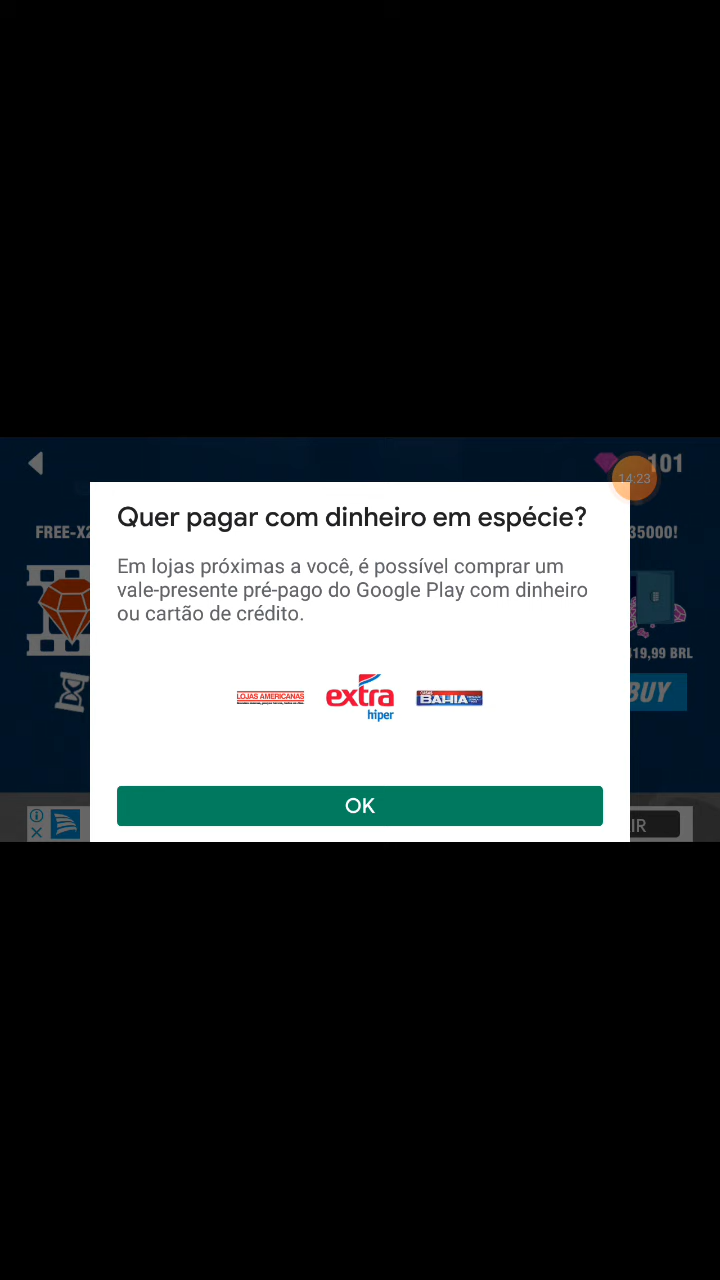 101
14:23
Quer pagar com dinheiro em espécie?
FREE-X2
35000!
Em lojas próximas a você, é possível comprar um
vale-presente pré-pago do Google Play com dinheiro
ou cartão de crédito.
19,99 BRL
LOJAS AMERICANAS
extra
hiper
BAHIA
BUY
OK
IR